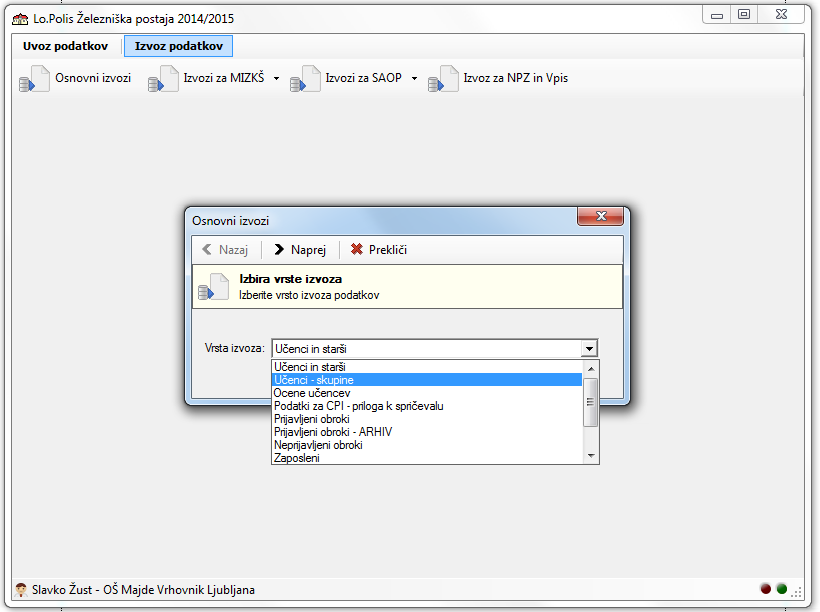 Lo.Polis Železniška postaja 2014/2015
Uvoz podatkov Izvoz podatkov
Osnovni izvozi Izvozi za MIZKŠ Izvozi za SAOP Izvoz za NPZ in Vpis
Osnovni izvozi
Nazaj Naprej Prekliči
Izbira vrste izvoza
Izberite vrsto izvoza podatkov
Vrsta izvoza: Učenci in starši
Učenci in starši
Učenci - skupine
Ocene učencev
Podatki za CPI - priloga k spričevalu
Prijavljeni obroki
Prijavljeni obroki - ARHIV
Neprijavljeni obroki
Zaposleni
Slavko Žust - OŠ Majde Vrhovnik Ljubljana